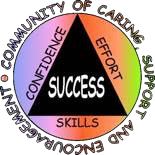 COMMUNITY OF CARING, SUPPORT AND ENCOURAGEMENT •
CONFIDENCE
EFFORT
SUCCESS
SKILLS